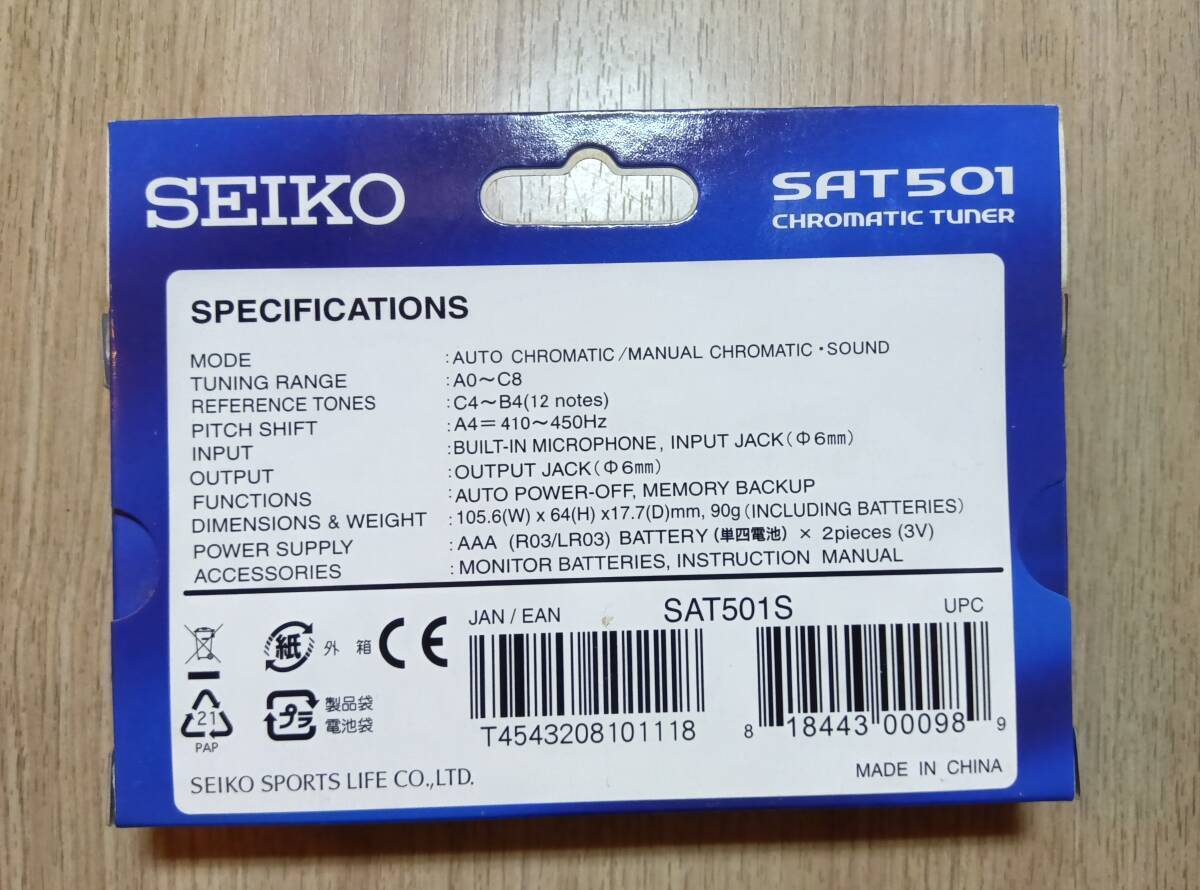 SEIKO
SAT501
CHROMATIC TUNER
SPECIFICATIONS
MODE :AUTO CHROMATIC/MANUAL CHROMATIC・SOUND
TUNING RANGE :A0～C8
REFERENCE TONES :C4～B4(12 notes)
PITCH SHIFT :A4=410～450Hz
INPUT :BUILT-IN MICROPHONE, INPUT JACK(Φ6㎜)
OUTPUT :OUTPUT JACK(Φ6㎜)
FUNCTIONS :AUTO POWER-OFF, MEMORY BACKUP
DIMENSIONS & WEIGHT :105.6(W) x 64(H) x17.7(D)mm, 90g(INCLUDING BATTERIES)
POWER SUPPLY :AAA (R03/LR03) BATTERY (単四電池) × 2pieces (3V)
ACCESSORIES :MONITOR BATTERIES, INSTRUCTION MANUAL
JAN / EAN SAT501S UPC
紙 外箱 CE
21
PAP
プラ 製品袋
電池袋
T4543208101118
8 18443 00098 9
SEIKO SPORTS LIFE CO.,LTD.
MADE IN CHINA